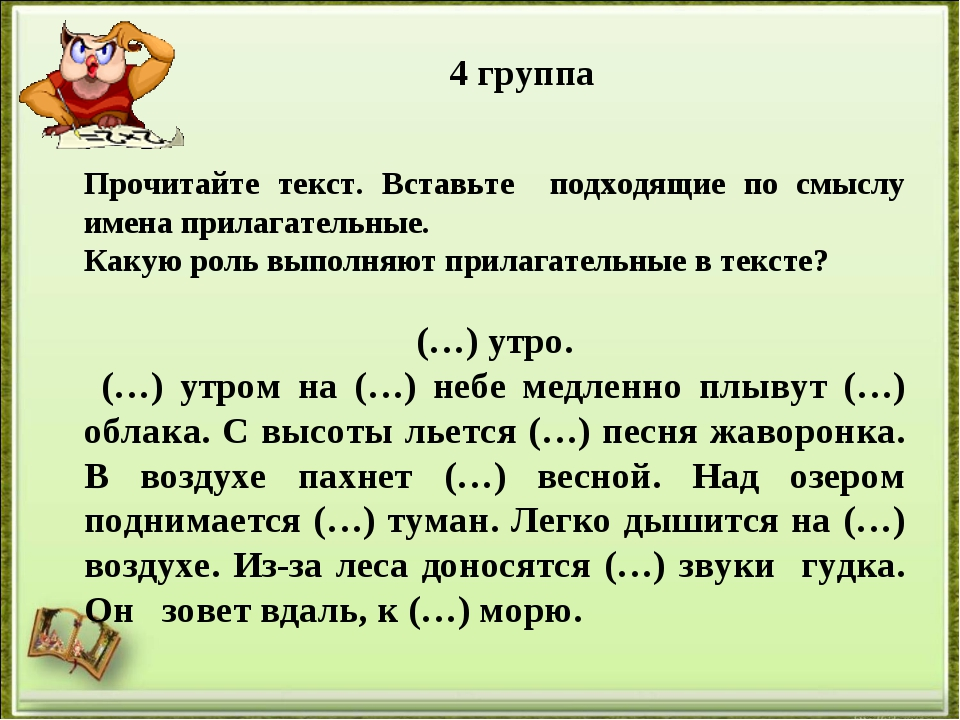 4 группа
Прочитайте текст. Вставьте подходящие по смыслу
имена прилагательные.
Какую роль выполняют прилагательные в тексте?
(…) утро.
(…) утром на (…) небе медленно плывут (…)
облака. С высоты льется (…) песня жаворонка.
В воздухе пахнет (…) весной. Над озером
поднимается (…) туман. Легко дышится на (…)
воздухе. Из-за леса доносятся (…) звуки гудка.
Он зовет вдаль, к (…) морю.